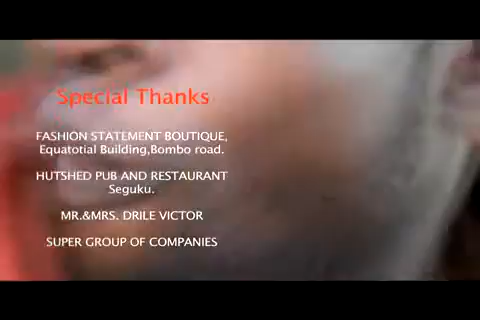 Special Thanks
FASHION STATEMENT BOUTIQUE,
Equatotial Building,Bombo road.
HUTSHED PUB AND RESTAURANT
Seguku.
MR.&MRS. DRILE VICTOR
SUPER GROUP OF COMPANIES